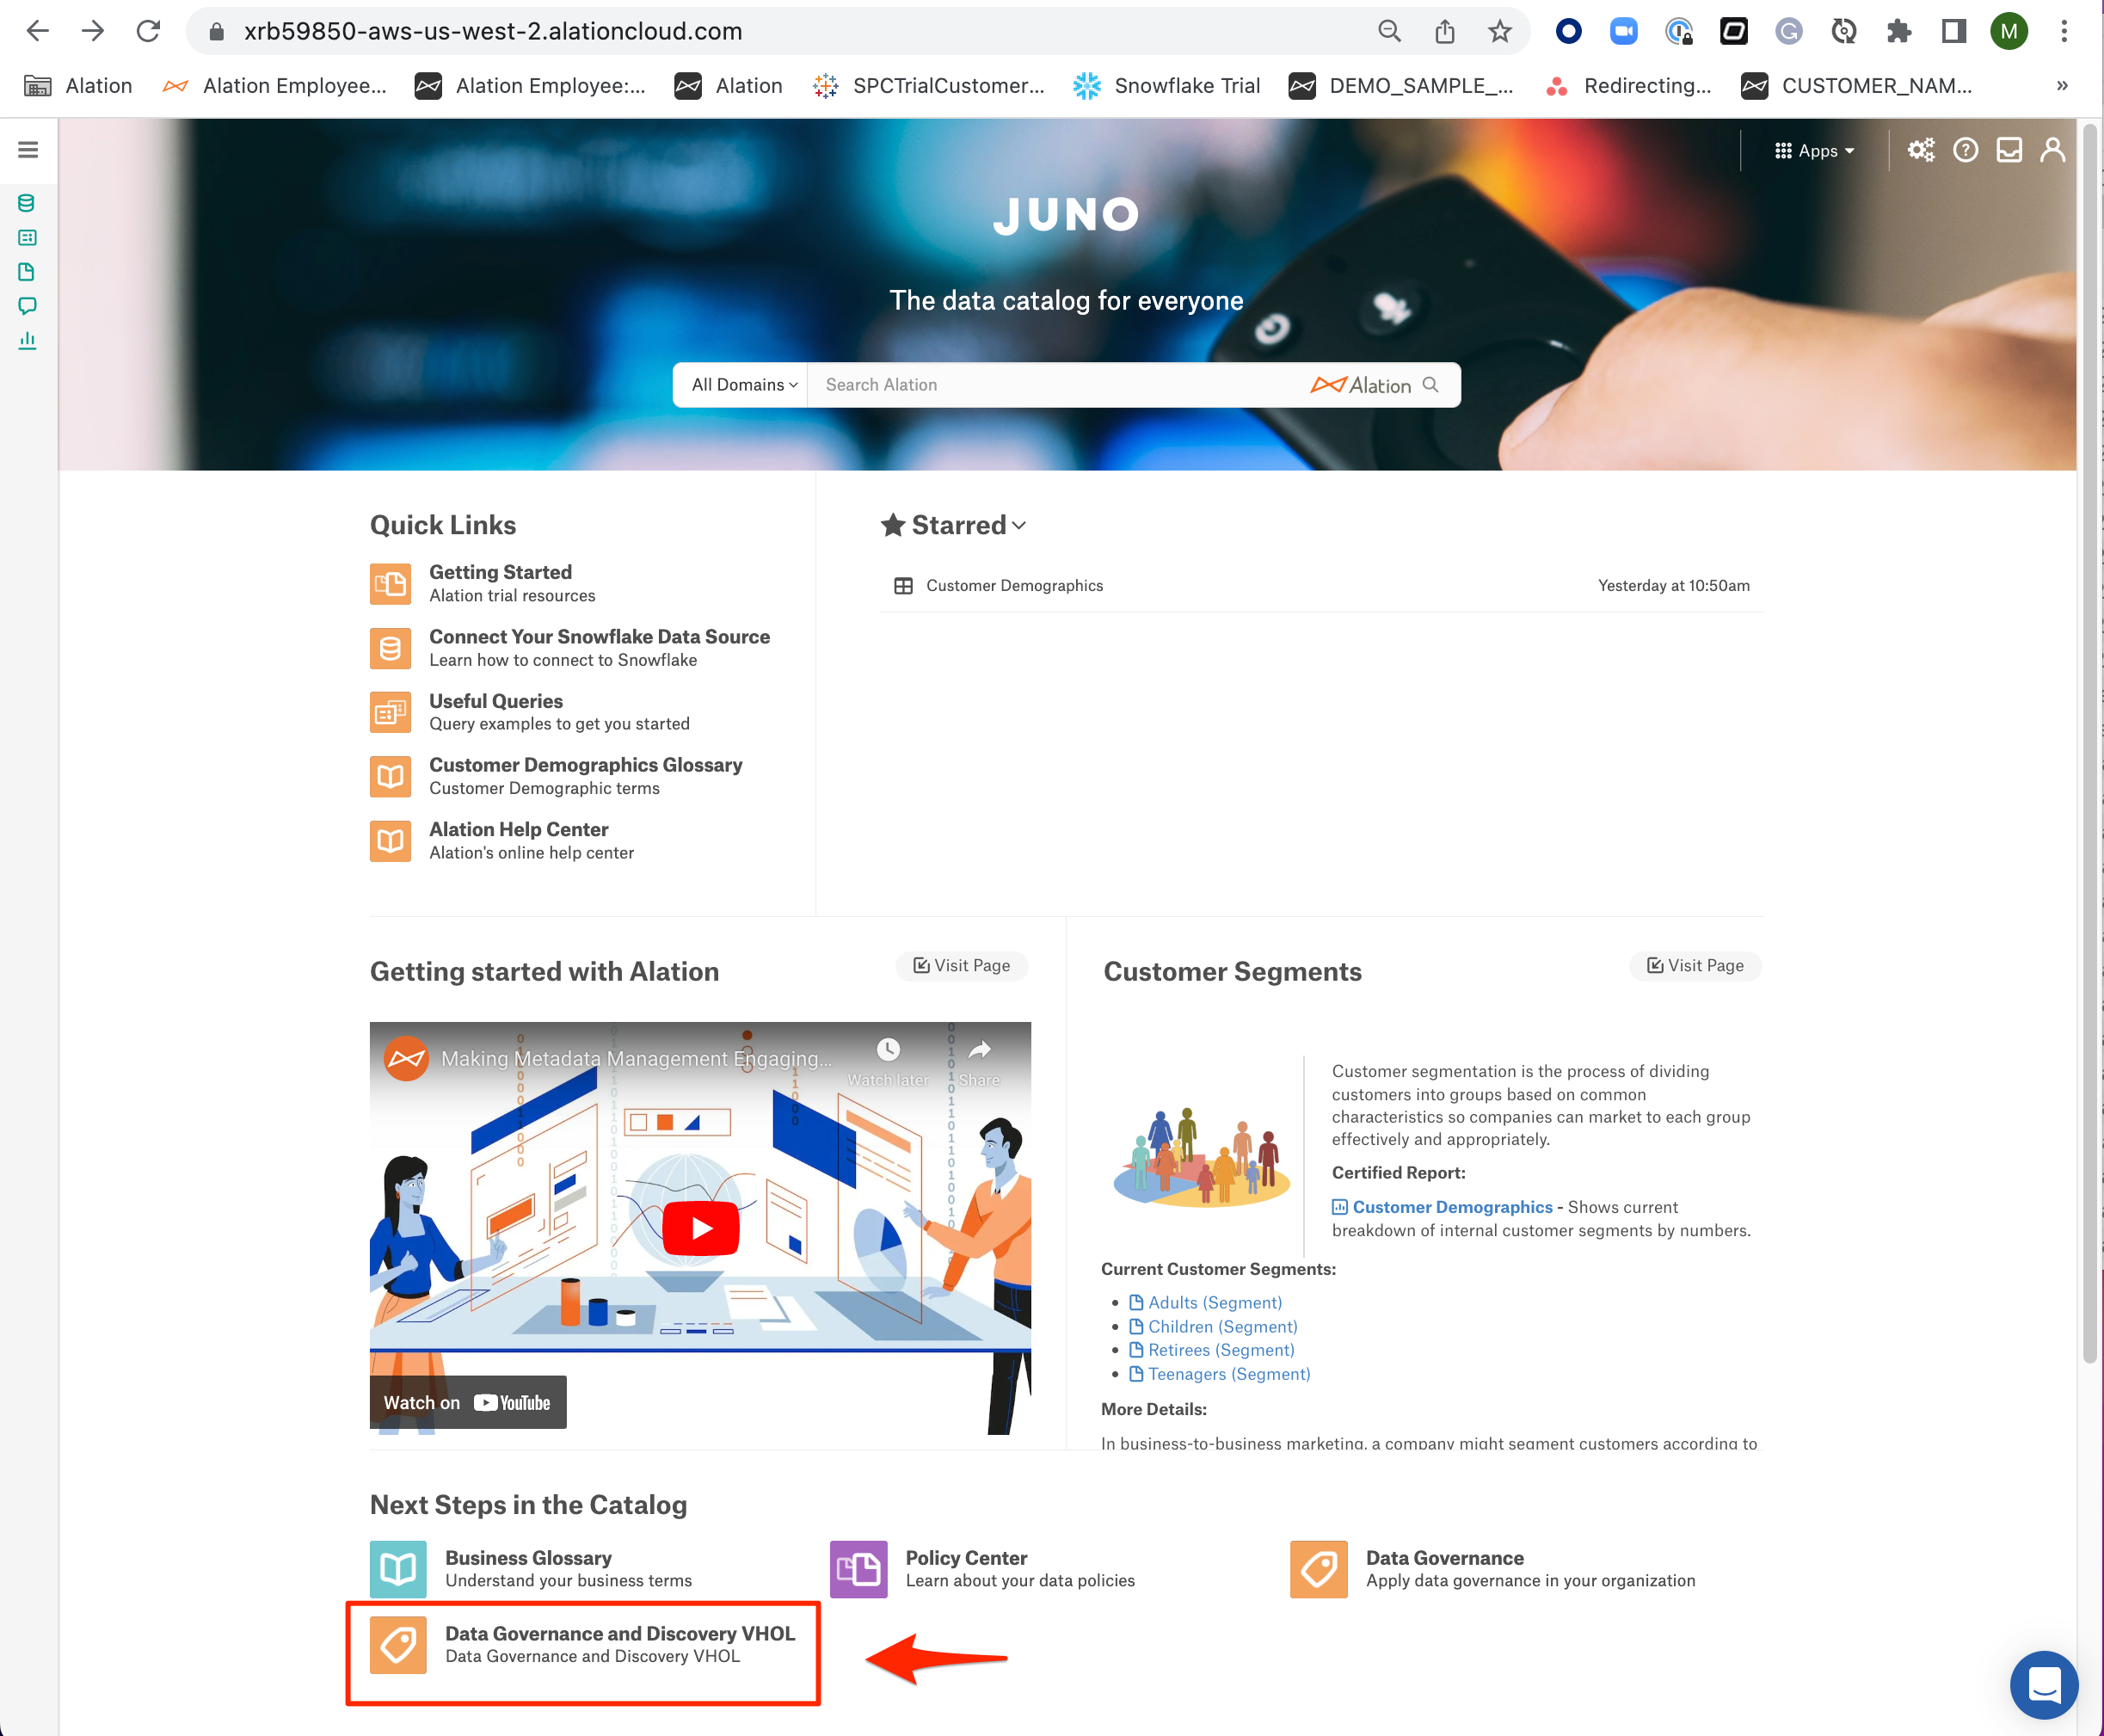 xrb59850-aws-us-west-2.alationcloud.com
M
Alation
Alation Employee...
Alation Employee:...
Alation
SPCTrialCustomer...
Snowflake Trial
DEMO_SAMPLE_...
Redirecting...
CUSTOMER_NAM...
»
Apps
JUNO
The data catalog for everyone
All Domains
Search Alation
Alation
Quick Links
Getting Started
Alation trial resources
Connect Your Snowflake Data Source
Learn how to connect to Snowflake
Useful Queries
Query examples to get you started
Customer Demographics Glossary
Customer Demographic terms
Alation Help Center
Alation's online help center
Starred
Customer Demographics
Yesterday at 10:50am
Getting started with Alation
Visit Page
Making Metadata Management Engaging...
Watch later
Share
Watch on YouTube
Customer Segments
Visit Page
Customer segmentation is the process of dividing
customers into groups based on common
characteristics so companies can market to each group
effectively and appropriately.
Certified Report:
Customer Demographics - Shows current
breakdown of internal customer segments by numbers.
Current Customer Segments:
Adults (Segment)
Children (Segment)
Retirees (Segment)
Teenagers (Segment)
More Details:
In business-to-business marketing, a company might segment customers according to
Next Steps in the Catalog
Business Glossary
Understand your business terms
Policy Center
Learn about your data policies
Data Governance
Apply data governance in your organization
Data Governance and Discovery VHOL
Data Governance and Discovery VHOL